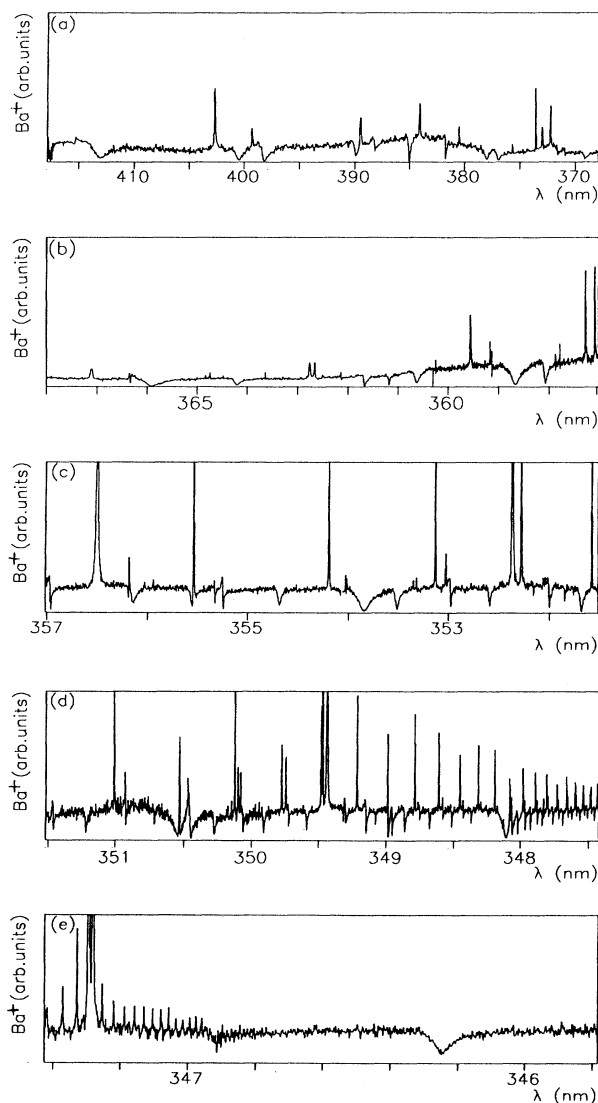 (a)
Ba+ (arb.units)
410 400 390 380 370
λ (nm)
(b)
Ba+ (arb.units)
365 360
λ (nm)
(c)
Ba+ (arb.units)
357 355 353
λ (nm)
(d)
Ba+ (arb.units)
351 350 349 348
λ (nm)
(e)
Ba+ (arb.units)
347 346
λ (nm)